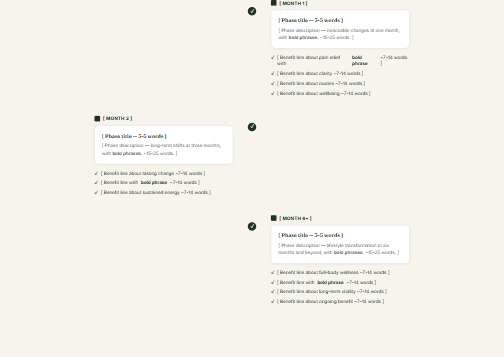 [ MONTH 1 ]
[ Phase title — 3-5 words ]
[ Phase description — noticeable changes at one month,
with bold phrases. ~15-25 words. ]
✓ [ Benefit line about pain relief with bold phrase ~7-14 words ]
✓ [ Benefit line about clarity ~7-14 words ]
✓ [ Benefit line about routine ~7-14 words ]
✓ [ Benefit line about wellbeing ~7-14 words ]
[ MONTH 3 ]
[ Phase title — 3-5 words ]
[ Phase description — long-term shifts at three months,
with bold phrases. ~15-25 words. ]
✓ [ Benefit line about lasting change ~7-14 words ]
✓ [ Benefit line with bold phrase ~7-14 words ]
✓ [ Benefit line about sustained energy ~7-14 words ]
[ MONTH 6+ ]
[ Phase title — 3-5 words ]
[ Phase description — lifestyle transformation at six
months and beyond, with bold phrases. ~15-25 words. ]
✓ [ Benefit line about full-body wellness ~7-14 words ]
✓ [ Benefit line with bold phrase ~7-14 words ]
✓ [ Benefit line about long-term vitality ~7-14 words ]
✓ [ Benefit line about ongoing benefit ~7-14 words ]